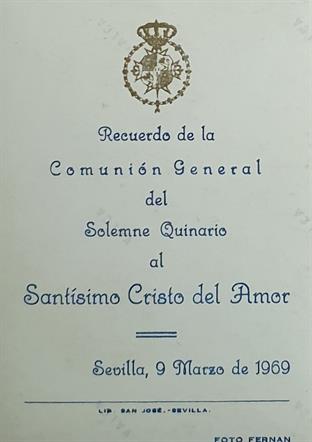 Recuerdo de la
Comunión General
del
Solemne Quinario
al
Santísimo Cristo del Amor
Sevilla, 9 Marzo de 1969
LIB. SAN JOSÉ.-SEVILLA.
FOTO FERNAN